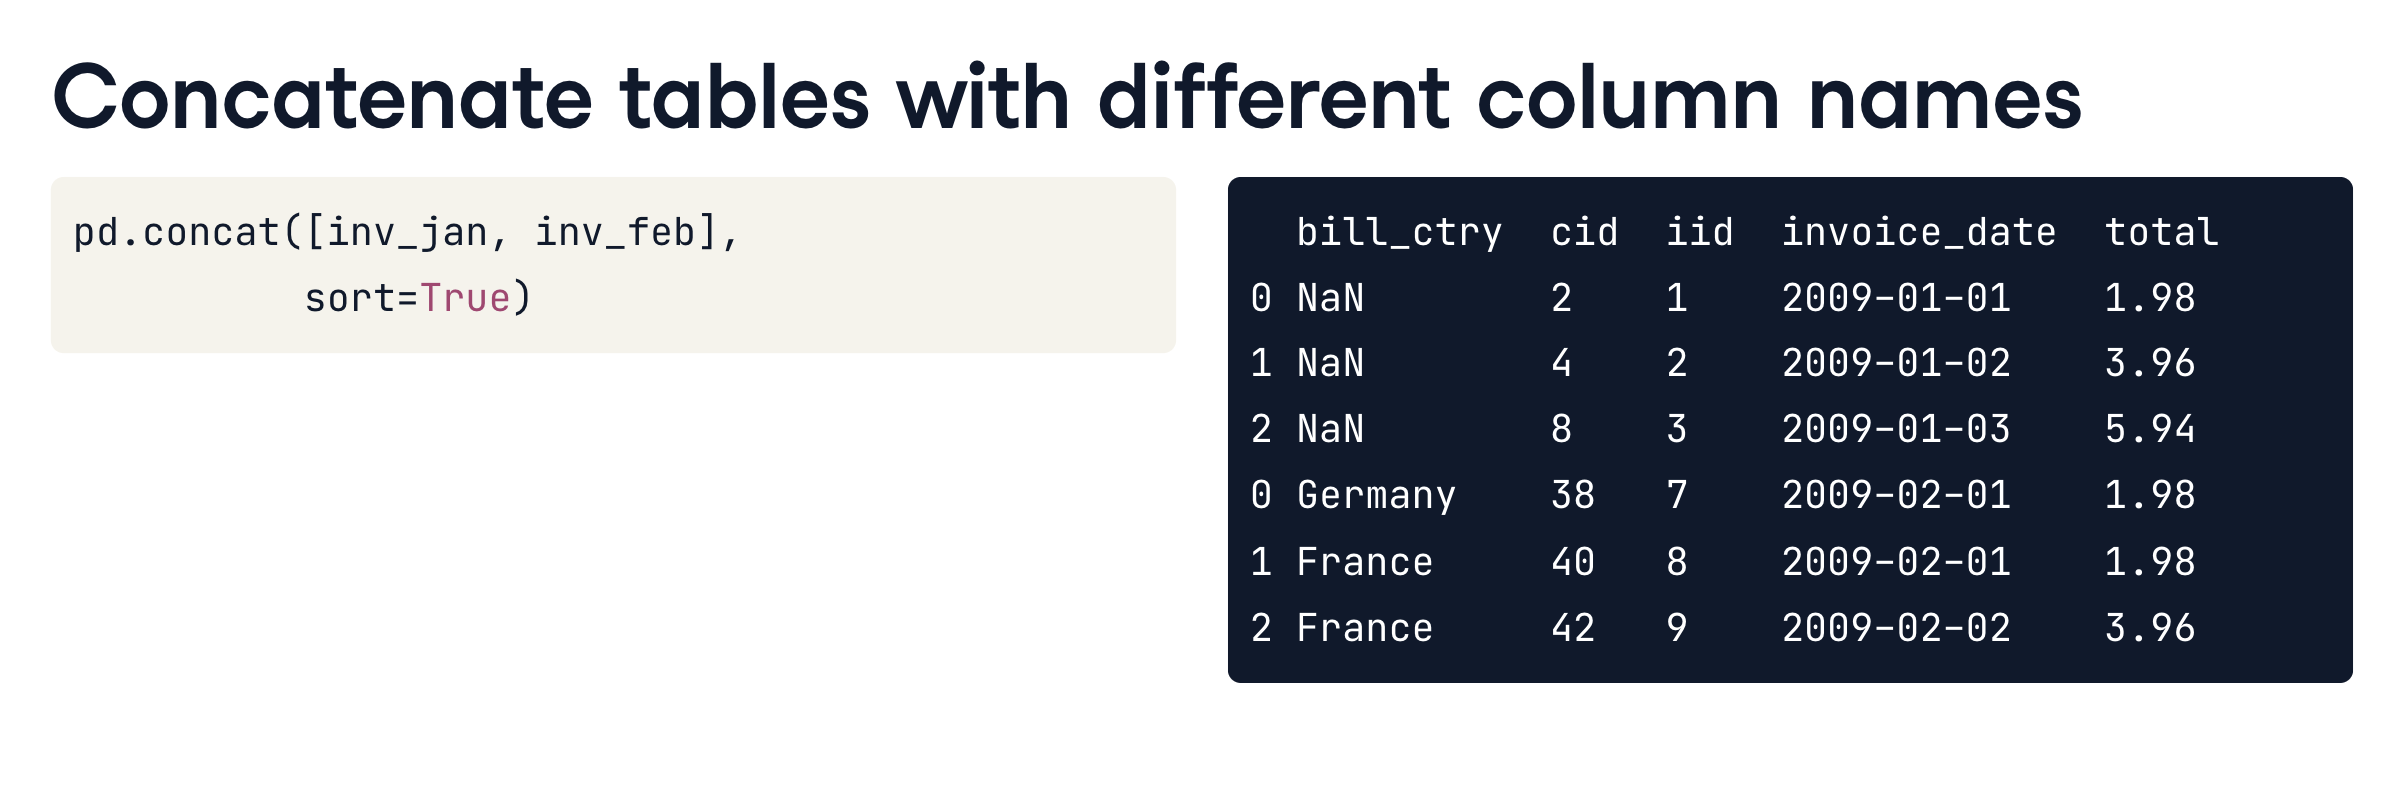 Concatenate tables with different column names
pd.concat([inv_jan, inv_feb],
          sort=True)
  bill_ctry  cid  iid  invoice_date  total
0 NaN        2    1    2009-01-01    1.98
1 NaN        4    2    2009-01-02    3.96
2 NaN        8    3    2009-01-03    5.94
0 Germany    38   7    2009-02-01    1.98
1 France     40   8    2009-02-01    1.98
2 France     42   9    2009-02-02    3.96